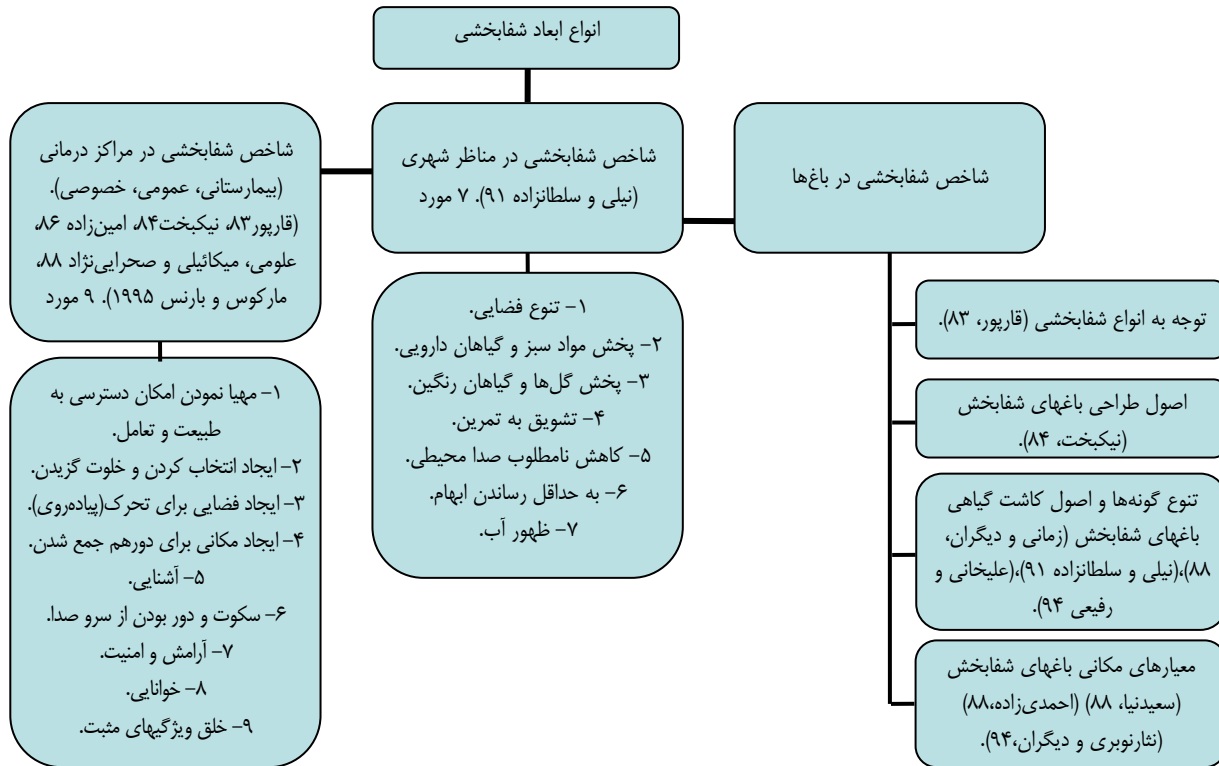 انواع ابعاد شفابخشی
شاخص شفابخشی در باغ‌ها
توجه به انواع شفابخشی (قارپور، ۸۳).
اصول طراحی باغهای شفابخش
(نیکبخت، ۸۴).
تنوع گونه‌ها و اصول کاشت گیاهی
باغهای شفابخش (زمانی و دیگران،
۸۸)،(نیلی و سلطانزاده ۹۱)،(علیخانی و
رفیعی ۹۴).
معیارهای مکانی باغهای شفابخش
(سعیدنیا، ۸۸) (احمدی‌زاده،۸۸)
(نثارنوبری و دیگران،۹۴).
شاخص شفابخشی در مناظر شهری
(نیلی و سلطانزاده ۹۱). ۷ مورد
۱- تنوع فضایی.
۲- پخش مواد سبز و گیاهان دارویی.
۳- پخش گل‌ها و گیاهان رنگین.
۴- تشویق به تمرین.
۵- کاهش نامطلوب صدا محیطی.
۶- به حداقل رساندن ابهام.
۷- ظهور آب.
شاخص شفابخشی در مراکز درمانی
(بیمارستانی، عمومی، خصوصی).
(قارپور۸۳، نیکبخت۸۴، امین‌زاده ۸۶،
علومی، میکائیلی و صحرایی‌نژاد ۸۸،
مارکوس و بارنس ۱۹۹۵). ۹ مورد
۱- مهیا نمودن امکان دسترسی به
طبیعت و تعامل.
۲- ایجاد انتخاب کردن و خلوت گزیدن.
۳- ایجاد فضایی برای تحرک(پیاده‌روی).
۴- ایجاد مکانی برای دورهم جمع شدن.
۵- آشنایی.
۶- سکوت و دور بودن از سرو صدا.
۷- آرامش و امنیت.
۸- خوانایی.
۹- خلق ویژگیهای مثبت.